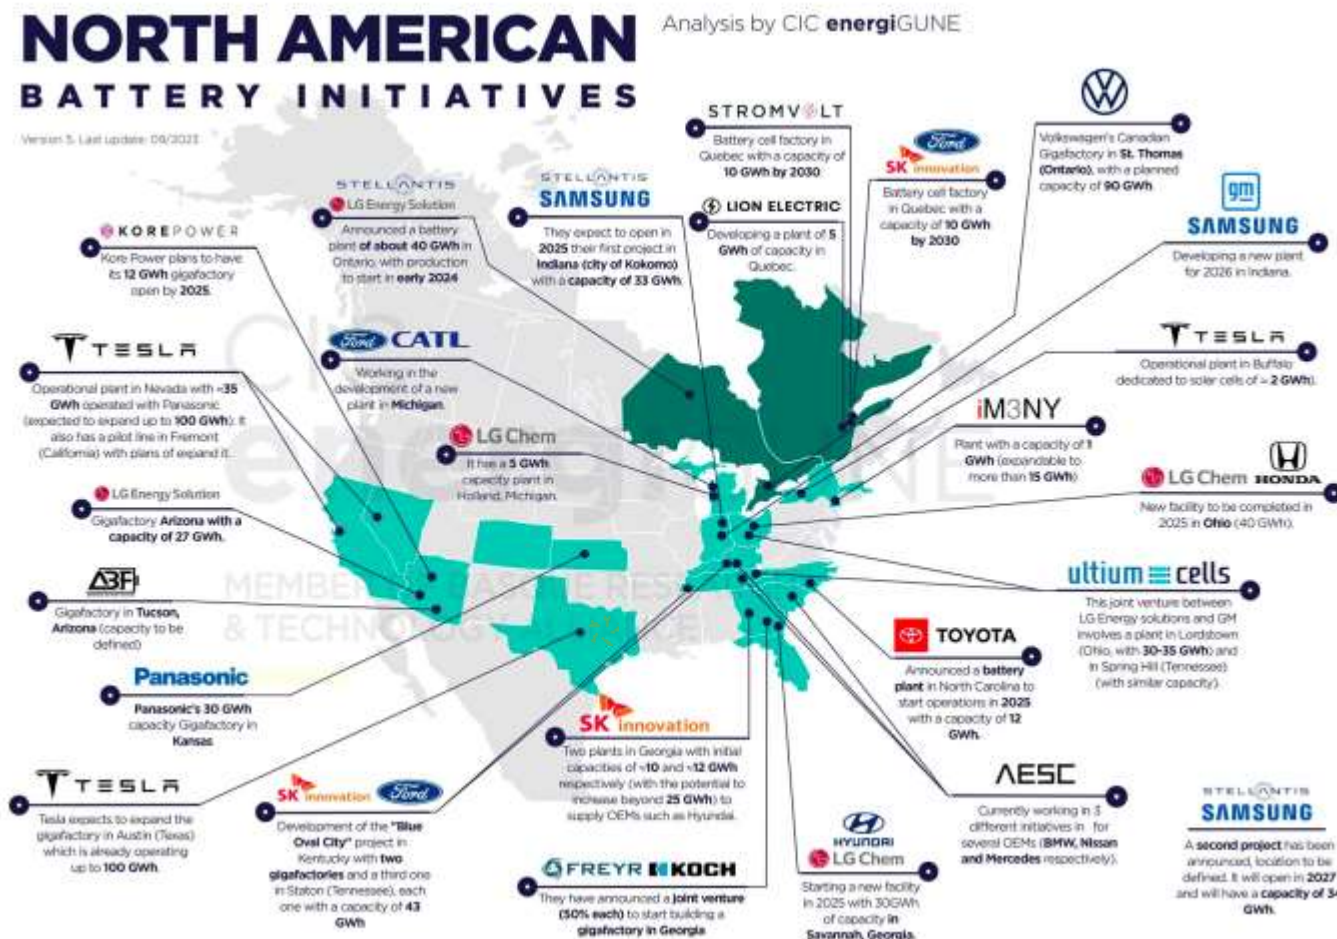 NORTH AMERICAN
BATTERY INITIATIVES
Analysis by CIC energiGUNE
Version 5. Last update: 09/2023
STROMVOLT
Battery cell factory in
Quebec with a capacity of
10 GWh by 2030
Ford
SK innovation
Battery cell factory
in Quebec with a
capacity of 10 GWh
by 2030
Volkswagen's Canadian
Gigafactory in St. Thomas
(Ontario), with a planned
capacity of 90 GWh
gm
SAMSUNG
Developing a new plant
for 2026 in Indiana.
STELLANTIS
LG Energy Solution
Announced a battery
plant of about 40 GWh in
Ontario, with production
to start in early 2024
STELLANTIS
SAMSUNG
They expect to open in
2025 their first project in
Indiana (city of Kokomo)
with a capacity of 33 GWh
LION ELECTRIC
Developing a plant of 5
GWh of capacity in
Quebec.
KOREPOWER
Kore Power plans to have
its 12 GWh gigafactory
open by 2025.
TESLA
Operational plant in Nevada with ~35
GWh operated with Panasonic
(expected to expand up to 100 GWh). It
also has a pilot line in Fremont
(California) with plans of expand it.
Ford CATL
Working in the
development of a new
plant in Michigan.
LG Chem
It has a 5 GWh
capacity plant in
Holland, Michigan.
TESLA
Operational plant in Buffalo
dedicated to solar cells of ≈ 2 GWh).
iM3NY
Plant with a capacity of 1
GWh (expandable to
more than 15 GWh)
LG Chem HONDA
New facility to be completed in
2025 in Ohio (40 GWh).
LG Energy Solution
Gigafactory Arizona with a
capacity of 27 GWh.
ABF
Gigafactory in Tucson,
Arizona (capacity to be
defined)
ultium cells
This joint venture between
LG Energy solutions and GM
involves a plant in Lordstown
(Ohio, with 30-35 GWh) and
in Spring Hill (Tennessee)
(with similar capacity)
Panasonic
Panasonic's 30 GWh
capacity Gigafactory in
Kansas
TOYOTA
Announced a battery
plant in North Carolina to
start operations in 2025
with a capacity of 12
GWh.
TESLA
Tesla expects to expand the
gigafactory in Austin (Texas)
which is already operating
up to 100 GWh
SK innovation Ford
Development of the "Blue
Oval City" project in
Kentucky with two
gigafactories and a third one
in Staton (Tennessee), each
one with a capacity of 43
GWh
SK innovation
Two plants in Georgia with initial
capacities of ~10 and ~12 GWh
respectively (with the potential to
increase beyond 25 GWh) to
supply OEMs such as Hyundai.
FREYR KOCH
They have announced a joint venture
(50% each) to start building a
gigafactory in Georgia
HYUNDAI
LG Chem
Starting a new facility
in 2025 with 30GWh
of capacity in
Savannah, Georgia.
AESC
Currently working in 3
different initiatives in for
several OEMs (BMW, Nissan
and Mercedes respectively).
STELLANTIS
SAMSUNG
A second project has been
announced, location to be
defined. It will open in 2027
and will have a capacity of 34
GWh.